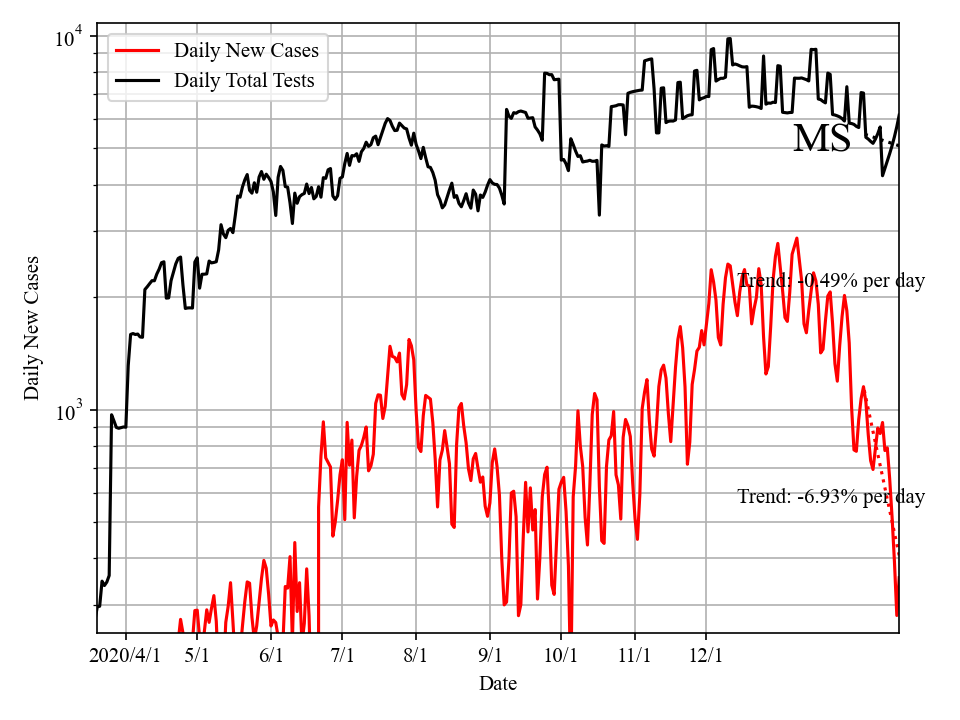 10^4
Daily New Cases
Daily Total Tests
MS
Trend: -0.49% per day
10^3
Trend: -6.93% per day
Daily New Cases
2020/4/1 5/1 6/1 7/1 8/1 9/1 10/1 11/1 12/1
Date